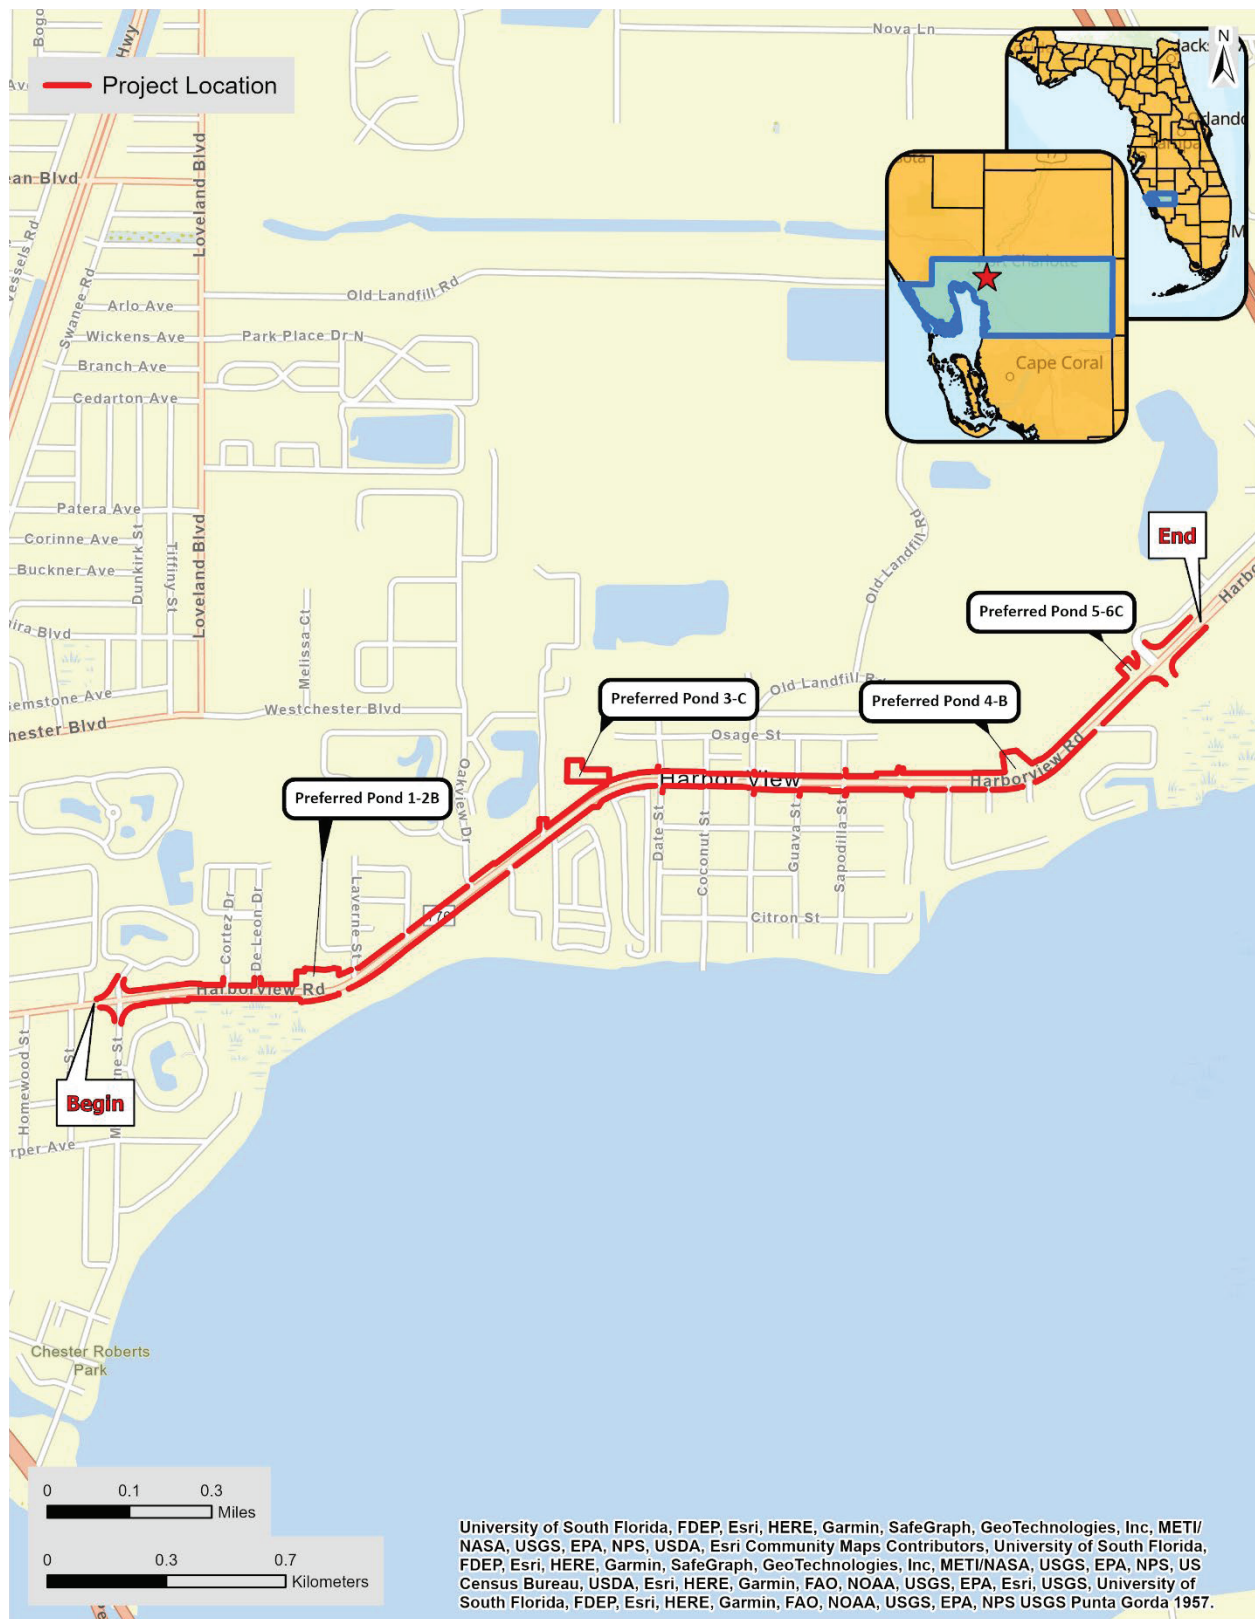 Nova Ln
Hwy
Project Location
N
Orlando
Tampa
Loveland Blvd
ean Blvd
Swanee Rd
Arlo Ave
Old Landfill Rd
Wickens Ave
Park Place Dr N
Branch Ave
Cedarton Ave
Cape Coral
Patera Ave
Corinne Ave
Buckner Ave
Dunkirk St
Tiffiny St
Loveland Blvd
Old Landfill Rd
End
Preferred Pond 5-6C
Melissa Ct
Gemstone Ave
Westchester Blvd
hester Blvd
Old Landfill Rd
Preferred Pond 3-C
Preferred Pond 4-B
Osage St
Harbor View
Harborview Rd
Preferred Pond 1-2B
Oakview Dr
Date St
Coconut St
Guava St
Sapodilla St
Citron St
Laverne St
Cortez Dr
De Leon Dr
Harborview Rd
Homewood St
Begin
rper Ave
Chester Roberts
Park
0 0.1 0.3
Miles
0 0.3 0.7
Kilometers
University of South Florida, FDEP, Esri, HERE, Garmin, SafeGraph, GeoTechnologies, Inc, METI/
NASA, USGS, EPA, NPS, USDA, Esri Community Maps Contributors, University of South Florida,
FDEP, Esri, HERE, Garmin, SafeGraph, GeoTechnologies, Inc, METI/NASA, USGS, EPA, NPS, US
Census Bureau, USDA, Esri, HERE, Garmin, FAO, NOAA, USGS, EPA, Esri, USGS, University of
South Florida, FDEP, Esri, HERE, Garmin, FAO, NOAA, USGS, EPA, NPS USGS Punta Gorda 1957.